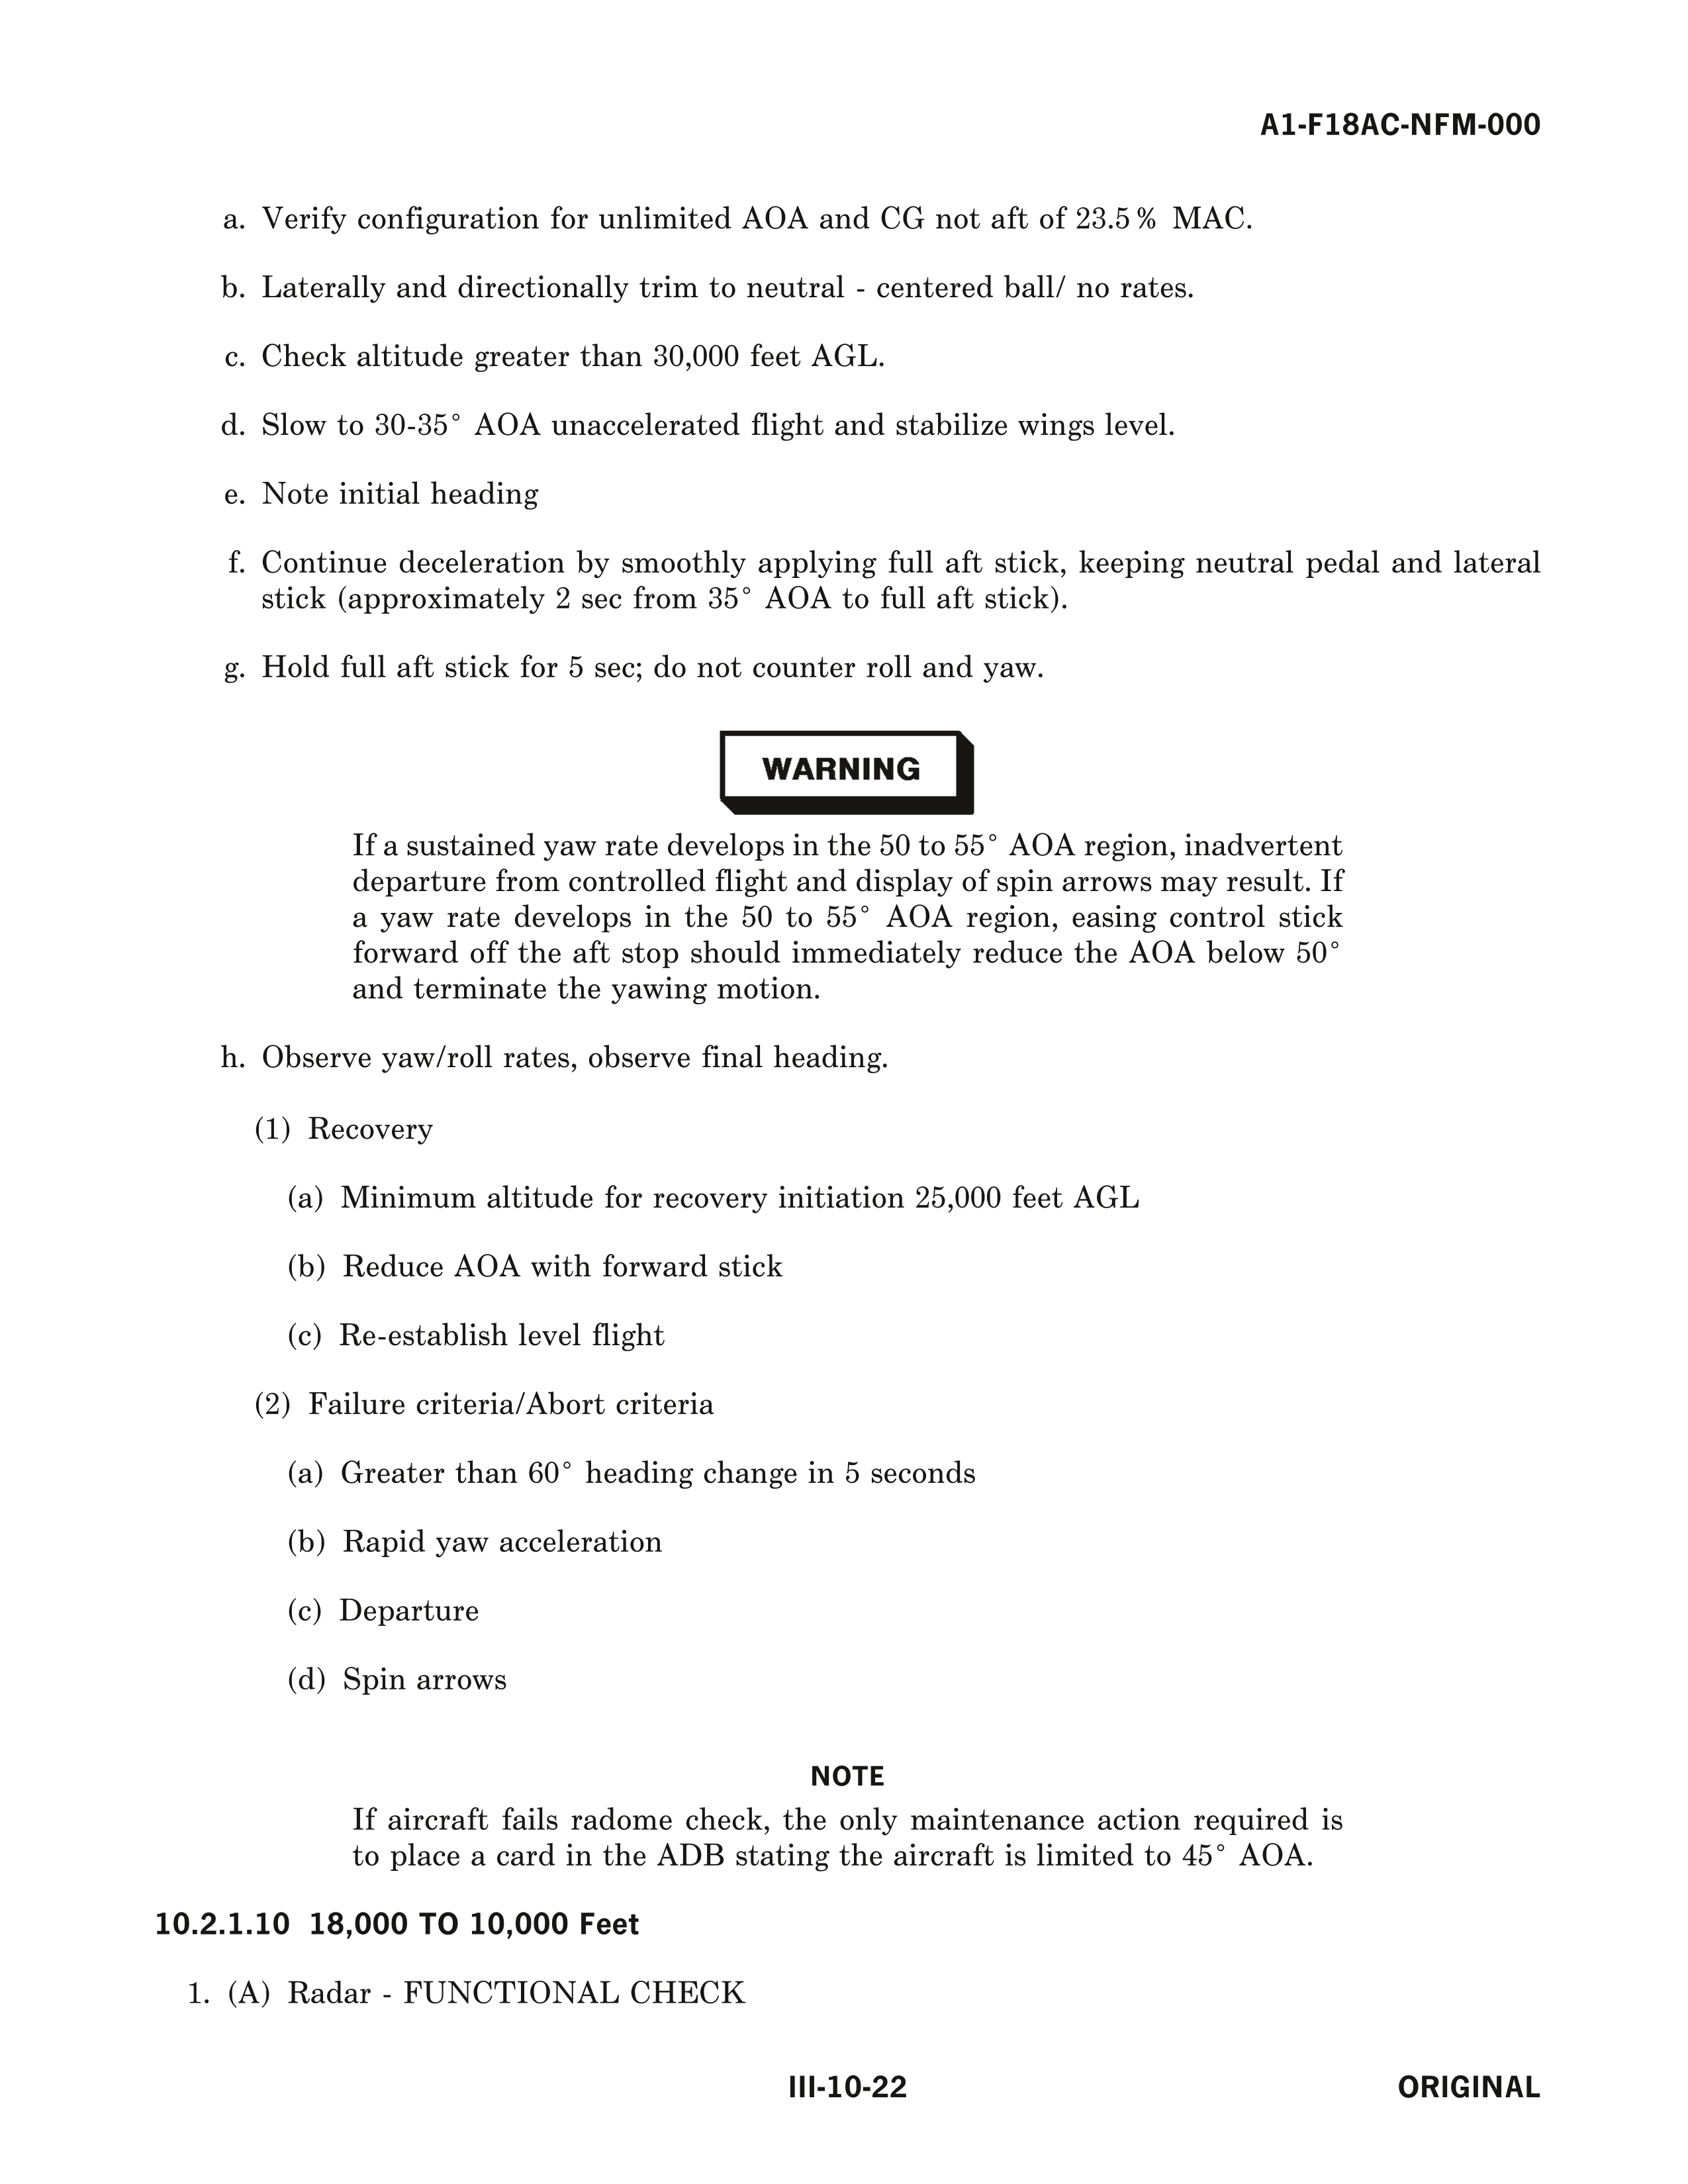 A1-F18AC-NFM-000
a. Verify configuration for unlimited AOA and CG not aft of 23.5% MAC.
b. Laterally and directionally trim to neutral - centered ball/ no rates.
c. Check altitude greater than 30,000 feet AGL.
d. Slow to 30-35° AOA unaccelerated flight and stabilize wings level.
e. Note initial heading
f. Continue deceleration by smoothly applying full aft stick, keeping neutral pedal and lateral
stick (approximately 2 sec from 35° AOA to full aft stick).
g. Hold full aft stick for 5 sec; do not counter roll and yaw.
WARNING
If a sustained yaw rate develops in the 50 to 55° AOA region, inadvertent
departure from controlled flight and display of spin arrows may result. If
a yaw rate develops in the 50 to 55° AOA region, easing control stick
forward off the aft stop should immediately reduce the AOA below 50°
and terminate the yawing motion.
h. Observe yaw/roll rates, observe final heading.
(1) Recovery
(a) Minimum altitude for recovery initiation 25,000 feet AGL
(b) Reduce AOA with forward stick
(c) Re-establish level flight
(2) Failure criteria/Abort criteria
(a) Greater than 60° heading change in 5 seconds
(b) Rapid yaw acceleration
(c) Departure
(d) Spin arrows
NOTE
If aircraft fails radome check, the only maintenance action required is
to place a card in the ADB stating the aircraft is limited to 45° AOA.
10.2.1.10 18,000 TO 10,000 Feet
1. (A) Radar - FUNCTIONAL CHECK
III-10-22
ORIGINAL